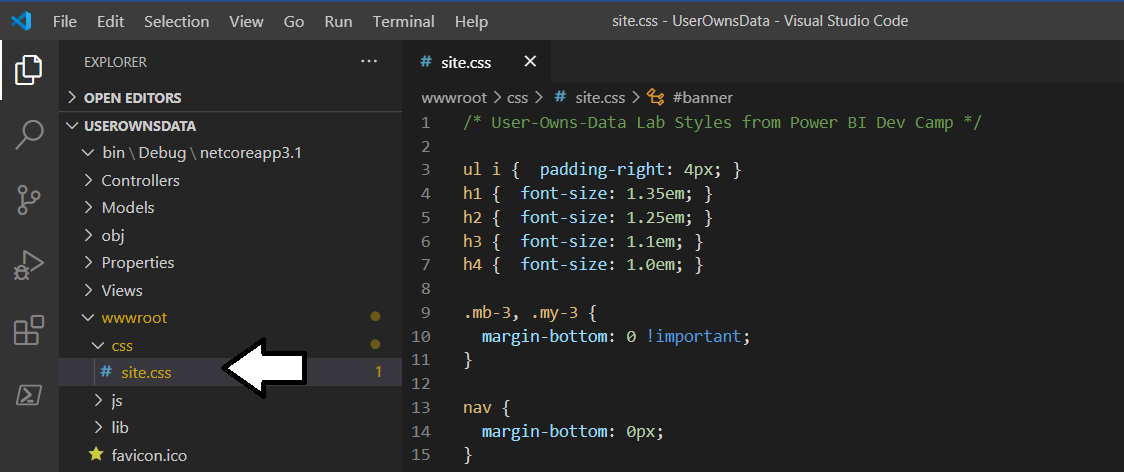 File Edit Selection View Go Run Terminal Help site.css - UserOwnsData - Visual Studio Code
EXPLORER ...
OPEN EDITORS
USEROWNSDATA
bin \ Debug \ netcoreapp3.1
Controllers
Models
obj
Properties
Views
wwwroot
css
# site.css 1
js
lib
favicon.ico
# site.css
wwwroot > css > # site.css > #banner
1 /* User-Owns-Data Lab Styles from Power BI Dev Camp */
2
3 ul i {  padding-right: 4px; }
4 h1 {  font-size: 1.35em; }
5 h2 {  font-size: 1.25em; }
6 h3 {  font-size: 1.1em; }
7 h4 {  font-size: 1.0em; }
8
9 .mb-3, .my-3 {
10   margin-bottom: 0 !important;
11 }
12
13 nav {
14   margin-bottom: 0px;
15 }